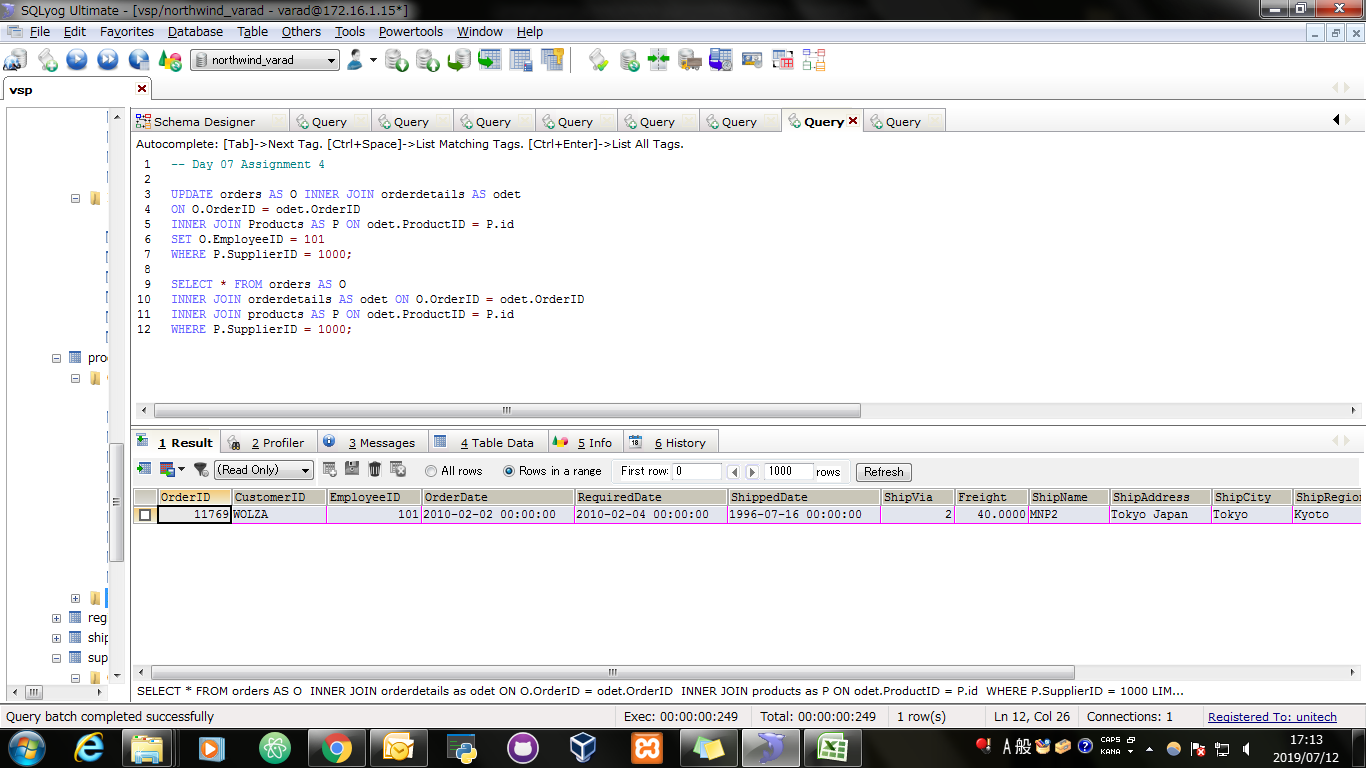 SQLyog Ultimate - [vsp/northwind_varad - varad@172.16.1.15*]
File Edit Favorites Database Table Others Tools Powertools Window Help
northwind_varad
vsp
Schema Designer Query Query Query Query Query Query Query Query
Autocomplete: [Tab]->Next Tag. [Ctrl+Space]->List Matching Tags. [Ctrl+Enter]->List All Tags.
1 -- Day 07 Assignment 4
2
3 UPDATE orders AS O INNER JOIN orderdetails AS odet
4 ON O.OrderID = odet.OrderID
5 INNER JOIN Products AS P ON odet.ProductID = P.id
6 SET O.EmployeeID = 101
7 WHERE P.SupplierID = 1000;
8
9 SELECT * FROM orders AS O
10 INNER JOIN orderdetails AS odet ON O.OrderID = odet.OrderID
11 INNER JOIN products AS P ON odet.ProductID = P.id
12 WHERE P.SupplierID = 1000;
pro
reg
ship
sup
1 Result 2 Profiler 3 Messages 4 Table Data 5 Info 6 History
(Read Only) All rows Rows in a range First row: 0 1000 rows Refresh
OrderID CustomerID EmployeeID OrderDate RequiredDate ShippedDate ShipVia Freight ShipName ShipAddress ShipCity ShipRegion
11769 WOLZA 101 2010-02-02 00:00:00 2010-02-04 00:00:00 1996-07-16 00:00:00 2 40.0000 MNP2 Tokyo Japan Tokyo Kyoto
SELECT * FROM orders AS O INNER JOIN orderdetails as odet ON O.OrderID = odet.OrderID INNER JOIN products as P ON odet.ProductID = P.id WHERE P.SupplierID = 1000 LIM...
Query batch completed successfully Exec: 00:00:00:249 Total: 00:00:00:249 1 row(s) Ln 12, Col 26 Connections: 1 Registered To: unitech
A 般 CAPS KANA 17:13
2019/07/12